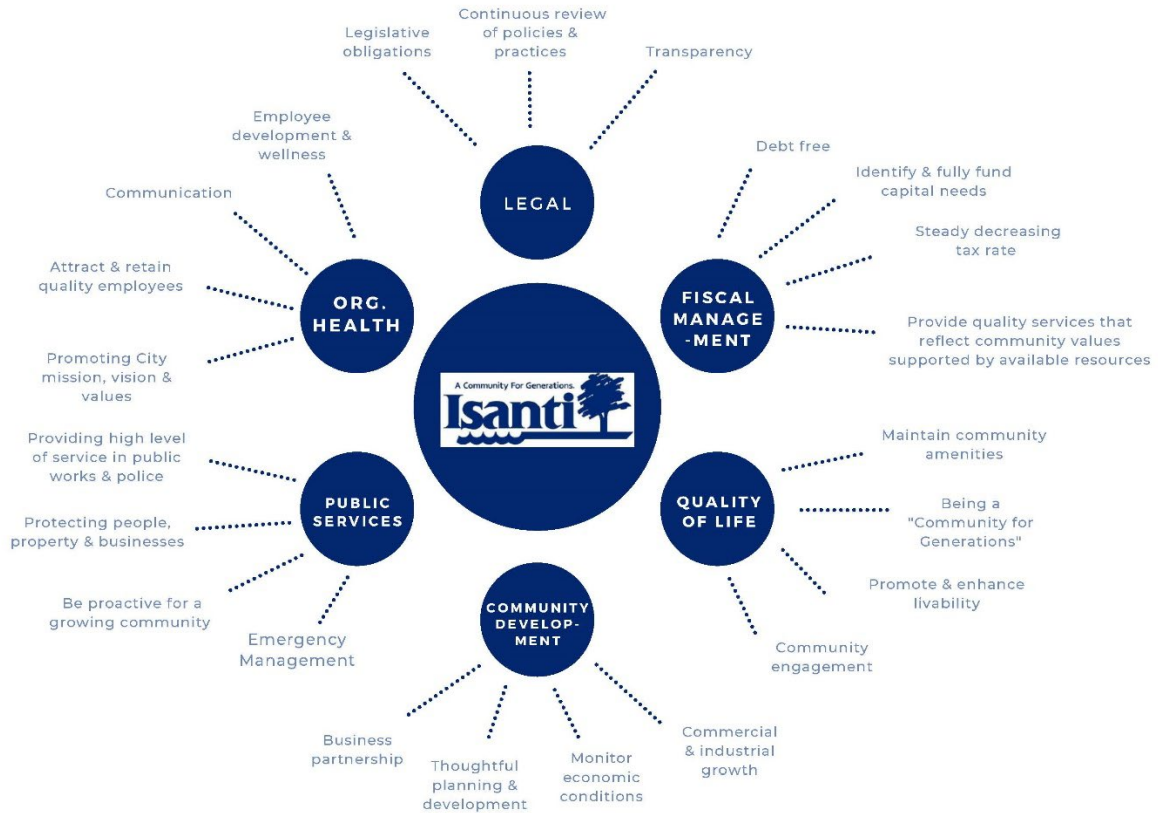 Legislative
obligations
Continuous review
of policies &
practices
Transparency
LEGAL
Debt free
Identify & fully fund
capital needs
Steady decreasing
tax rate
Provide quality services that
reflect community values
supported by available resources
FISCAL
MANAGE
-MENT
Maintain community
amenities
Being a
"Community for
Generations"
Promote & enhance
livability
Community
engagement
QUALITY
OF LIFE
COMMUNITY
DEVELOP-
MENT
Commercial
& industrial
growth
Monitor
economic
conditions
Thoughtful
planning &
development
Business
partnership
PUBLIC
SERVICES
Emergency
Management
Be proactive for a
growing community
Protecting people,
property & businesses
Providing high level
of service in public
works & police
ORG.
HEALTH
Promoting City
mission, vision &
values
Attract & retain
quality employees
Communication
Employee
development &
wellness
A Community For Generations.
Isanti